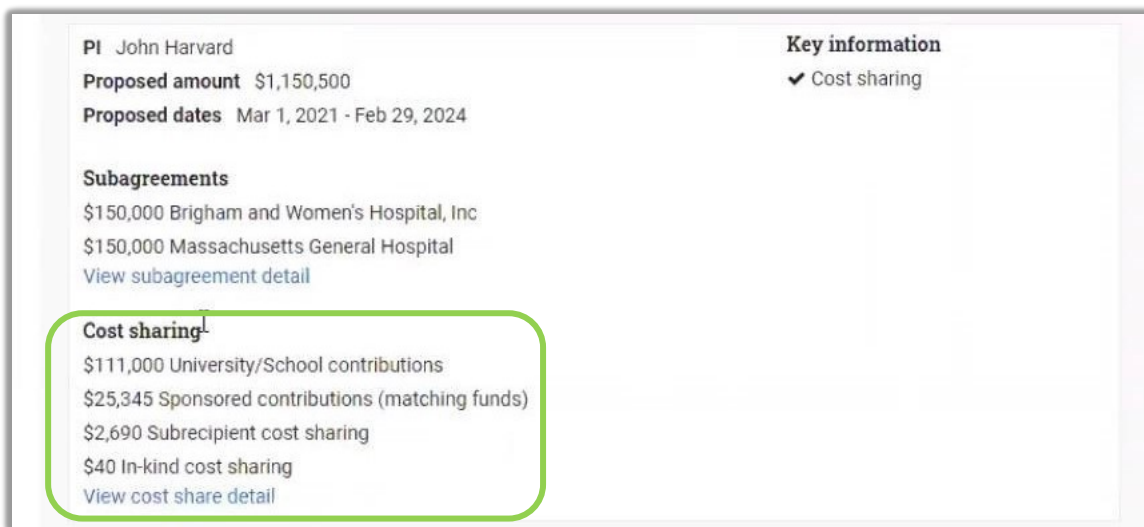 PI John Harvard
Proposed amount $1,150,500
Proposed dates Mar 1, 2021 - Feb 29, 2024
Key information
✔ Cost sharing
Subagreements
$150,000 Brigham and Women's Hospital, Inc
$150,000 Massachusetts General Hospital
View subagreement detail
Cost sharing
$111,000 University/School contributions
$25,345 Sponsored contributions (matching funds)
$2,690 Subrecipient cost sharing
$40 In-kind cost sharing
View cost share detail